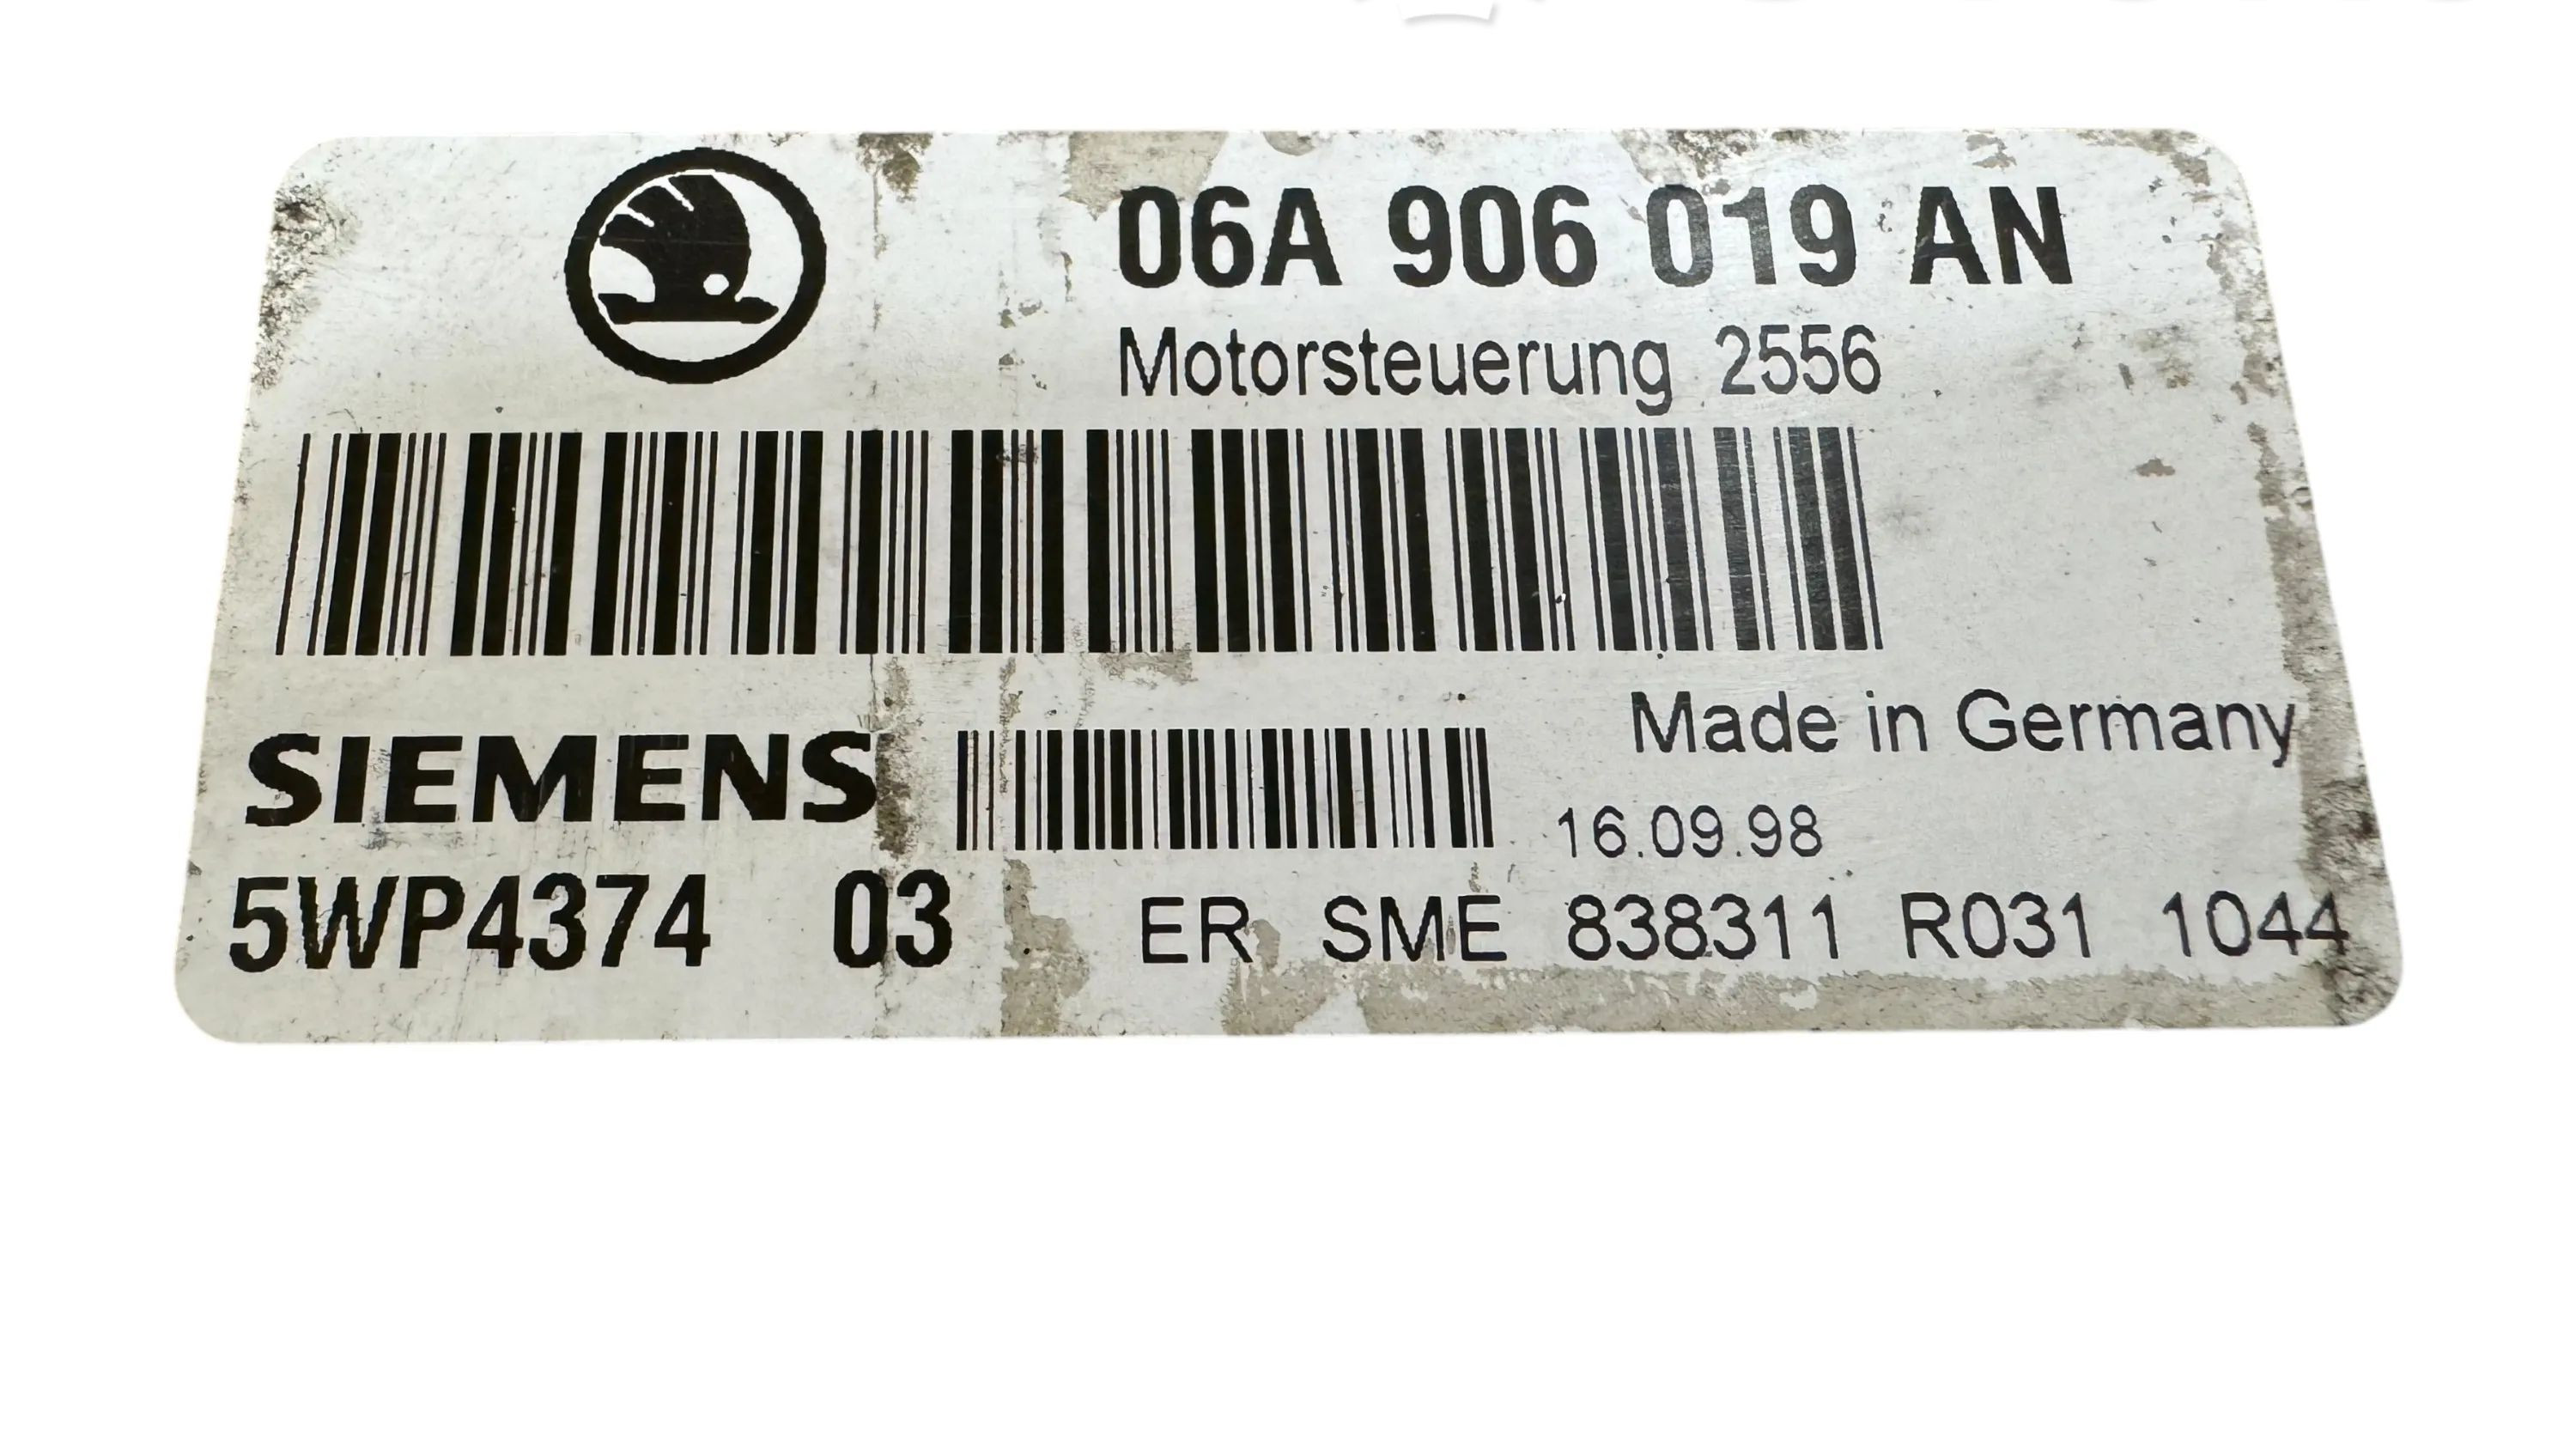 06A 906 019 AN
Motorsteuerung 2556
Made in Germany
SIEMENS
16.09.98
5WP4374 03 ER SME 838311 R031 1044